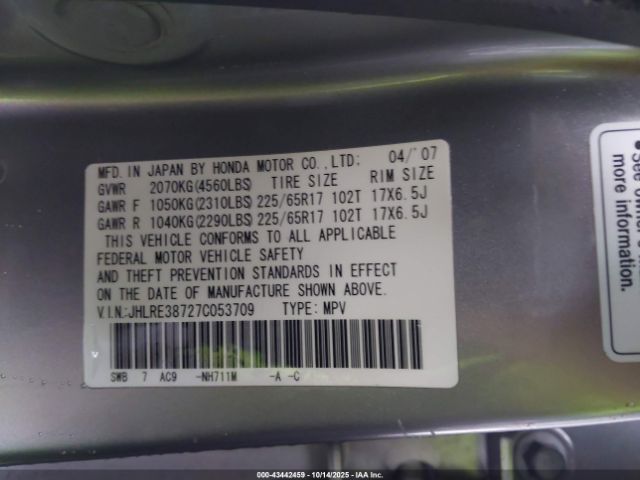 MFD. IN JAPAN BY HONDA MOTOR CO., LTD; 04/'07
GVWR 2070KG(4560LBS) TIRE SIZE RIM SIZE
GAWR F 1050KG(2310LBS) 225/65R17 102T 17X6.5J
GAWR R 1040KG(2290LBS) 225/65R17 102T 17X6.5J
THIS VEHICLE CONFORMS TO ALL APPLICABLE
FEDERAL MOTOR VEHICLE SAFETY
AND THEFT PREVENTION STANDARDS IN EFFECT
ON THE DATE OF MANUFACTURE SHOWN ABOVE.
V.I.N.:JHLRE38727C053709 TYPE: MPV
SWB 7 AC9 -NH711M -A -C
•See
000-43442459 - 10/14/2025 - IAA Inc.